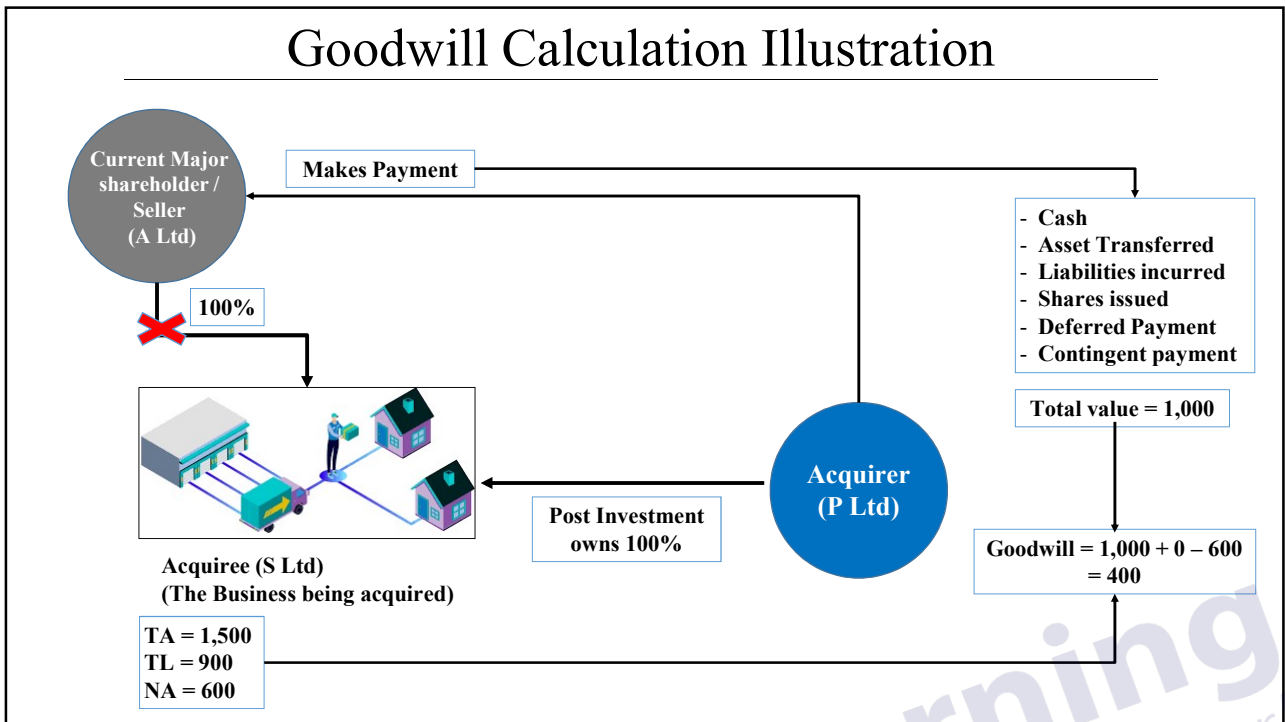 Goodwill Calculation Illustration
Current Major
shareholder /
Seller
(A Ltd)
Makes Payment
- Cash
- Asset Transferred
- Liabilities incurred
- Shares issued
- Deferred Payment
- Contingent payment
100%
Total value = 1,000
Acquirer
(P Ltd)
Post Investment
owns 100%
Goodwill = 1,000 + 0 – 600
= 400
Acquiree (S Ltd)
(The Business being acquired)
TA = 1,500
TL = 900
NA = 600